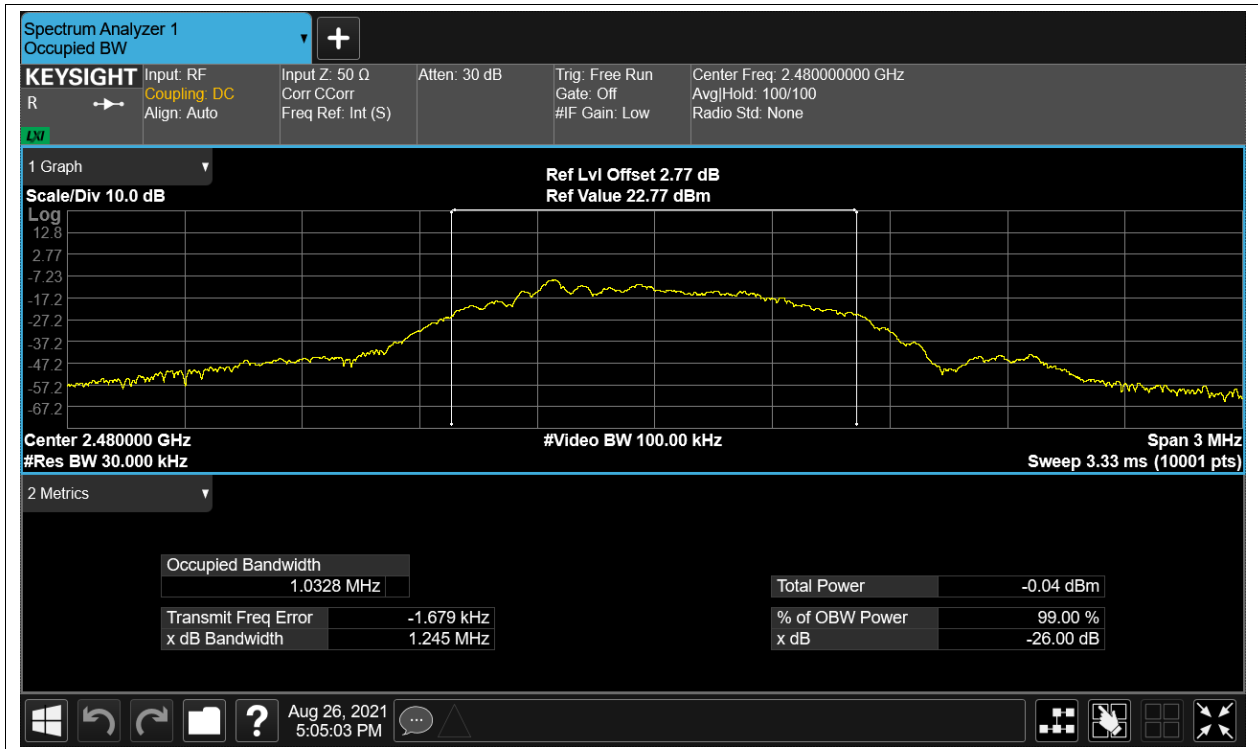 Spectrum Analyzer 1
Occupied BW
+
KEYSIGHT Input: RF Input Z: 50 Ω Atten: 30 dB Trig: Free Run Center Freq: 2.480000000 GHz
R Coupling: DC Corr CCorr Gate: Off Avg|Hold: 100/100
Align: Auto Freq Ref: Int (S) #IF Gain: Low Radio Std: None
LXI
1 Graph
Ref Lvl Offset 2.77 dB
Scale/Div 10.0 dB Ref Value 22.77 dBm
Log
12.8
2.77
-7.23
-17.2
-27.2
-37.2
-47.2
-57.2
-67.2
Center 2.480000 GHz #Video BW 100.00 kHz Span 3 MHz
#Res BW 30.000 kHz Sweep 3.33 ms (10001 pts)
2 Metrics
Occupied Bandwidth
1.0328 MHz Total Power -0.04 dBm
Transmit Freq Error -1.679 kHz % of OBW Power 99.00 %
x dB Bandwidth 1.245 MHz x dB -26.00 dB
? Aug 26, 2021
5:05:03 PM